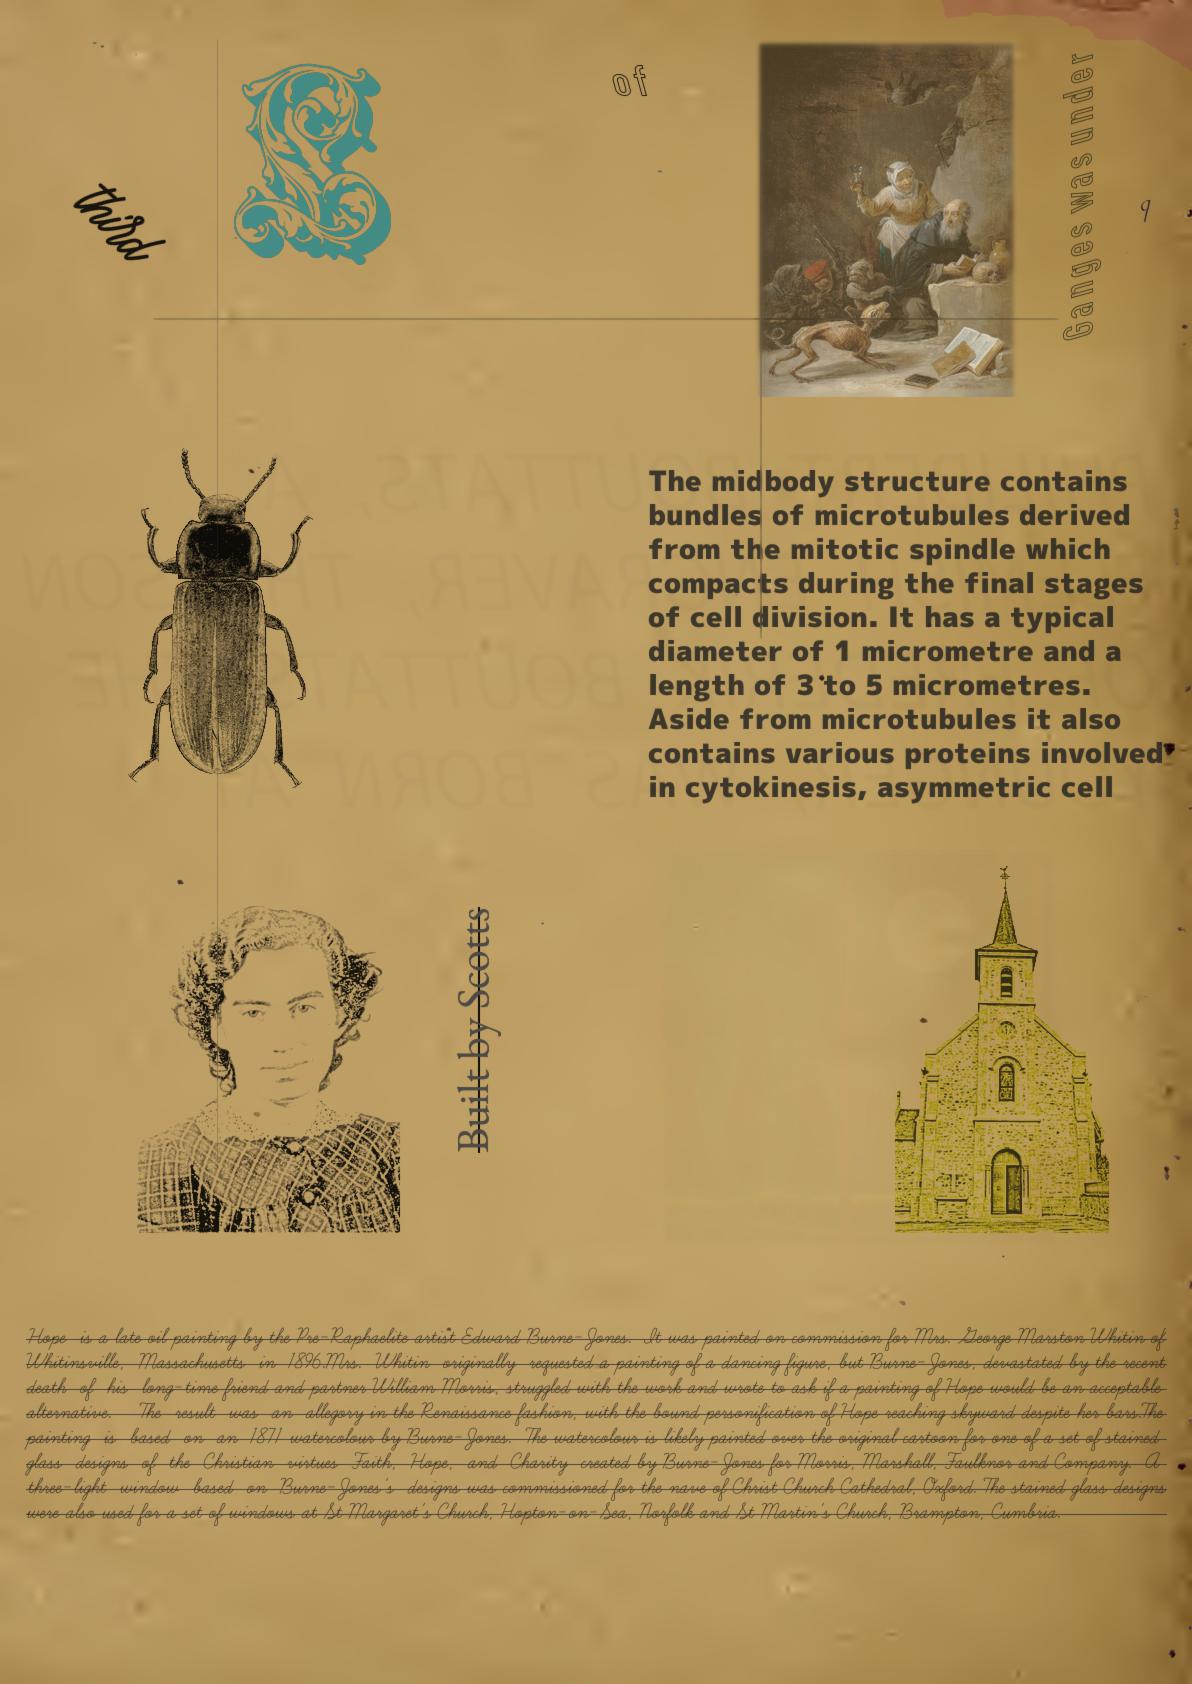 of
Ganges was under
third
L
9
The midbody structure contains
bundles of microtubules derived
from the mitotic spindle which
compacts during the final stages
of cell division. It has a typical
diameter of 1 micrometre and a
length of 3 to 5 micrometres.
Aside from microtubules it also
contains various proteins involved
in cytokinesis, asymmetric cell
Built by Scotts
Hope is a late oil painting by the Pre-Raphaelite artist Edward Burne-Jones. It was painted on commission for Mrs. George Marston Whitin of
Whitinsville, Massachusetts in 1896.Mrs. Whitin originally requested a painting of a dancing figure, but Burne-Jones, devastated by the recent
death of his long-time friend and partner William Morris, struggled with the work and wrote to ask if a painting of Hope would be an acceptable
alternative. The result was an allegory in the Renaissance fashion, with the bound personification of Hope reaching skyward despite her bars.The
painting is based on an 1871 watercolour by Burne-Jones. The watercolour is likely painted over the original cartoon for one of a set of stained
glass designs of the Christian virtues Faith, Hope, and Charity created by Burne-Jones for Morris, Marshall, Faulknor and Company. A
three-light window based on Burne-Jones's designs was commissioned for the nave of Christ Church Cathedral, Oxford. The stained glass designs
were also used for a set of windows at St Margaret's Church, Hopton-on-Sea, Norfolk and St Martin's Church, Brampton, Cumbria.